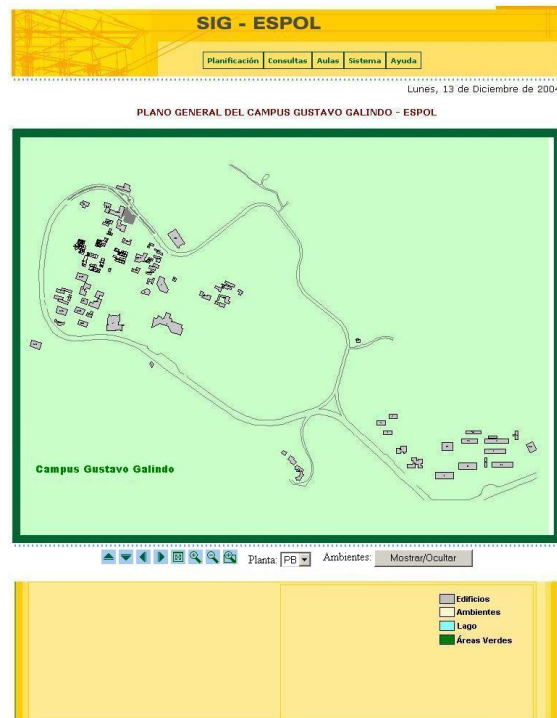 SIG - ESPOL
Planificación Consultas Aulas Sistema Ayuda
Lunes, 13 de Diciembre de 2004
PLANO GENERAL DEL CAMPUS GUSTAVO GALINDO - ESPOL
Campus Gustavo Galindo
Planta: PB Ambientes: Mostrar/Ocultar
Edificios
Ambientes
Lago
Áreas Verdes